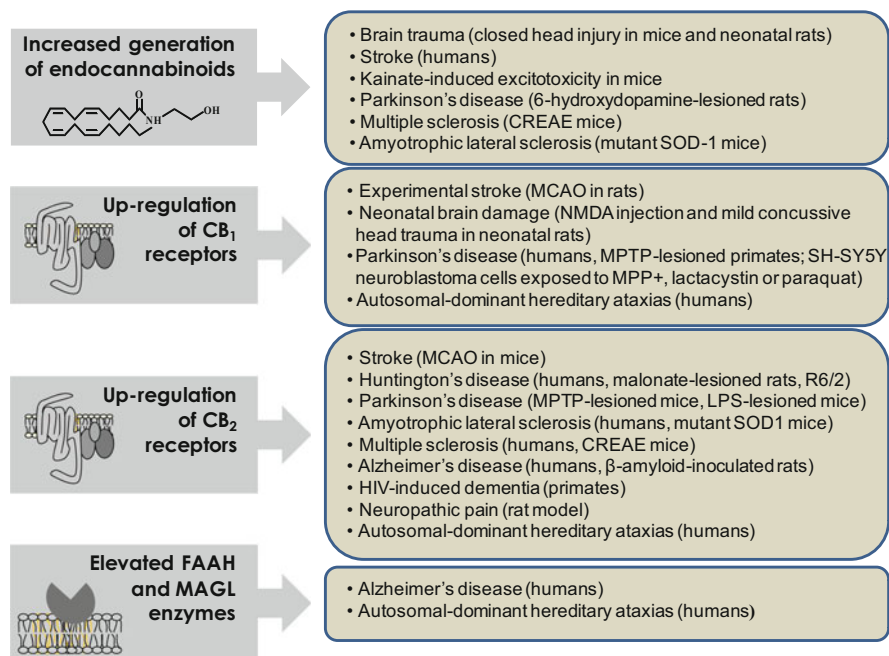 Increased generation
of endocannabinoids
O
N
H
OH
• Brain trauma (closed head injury in mice and neonatal rats)
• Stroke (humans)
• Kainate-induced excitotoxicity in mice
• Parkinson's disease (6-hydroxydopamine-lesioned rats)
• Multiple sclerosis (CREAE mice)
• Amyotrophic lateral sclerosis (mutant SOD-1 mice)
Up-regulation
of CB1
receptors
• Experimental stroke (MCAO in rats)
• Neonatal brain damage (NMDA injection and mild concussive
head trauma in neonatal rats)
• Parkinson's disease (humans, MPTP-lesioned primates; SH-SY5Y
neuroblastoma cells exposed to MPP+, lactacystin or paraquat)
• Autosomal-dominant hereditary ataxias (humans)
Up-regulation
of CB2
receptors
• Stroke (MCAO in mice)
• Huntington's disease (humans, malonate-lesioned rats, R6/2)
• Parkinson's disease (MPTP-lesioned mice, LPS-lesioned mice)
• Amyotrophic lateral sclerosis (humans, mutant SOD1 mice)
• Multiple sclerosis (humans, CREAE mice)
• Alzheimer's disease (humans, β-amyloid-inoculated rats)
• HIV-induced dementia (primates)
• Neuropathic pain (rat model)
• Autosomal-dominant hereditary ataxias (humans)
Elevated FAAH
and MAGL
enzymes
• Alzheimer's disease (humans)
• Autosomal-dominant hereditary ataxias (humans)